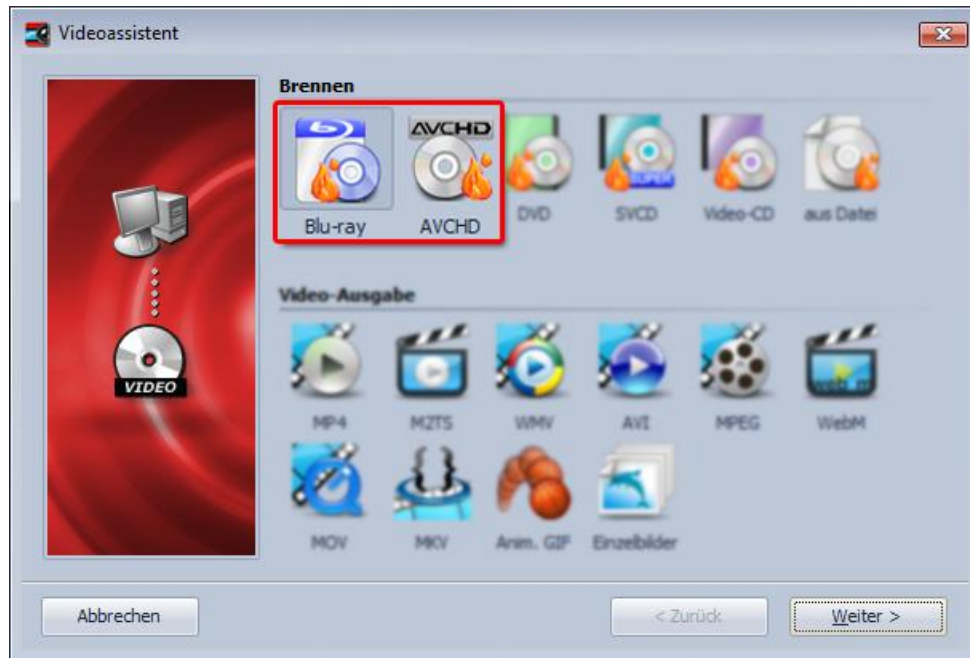 Videoassistent
Brennen
AVCHD
SUPER
Blu-ray AVCHD DVD SVCD Video-CD aus Datei
Video-Ausgabe
MP4 M2TS WMV AVI MPEG WebM
VIDEO
MOV MKV Anim. GIF Einzelbilder
Abbrechen < Zurück Weiter >